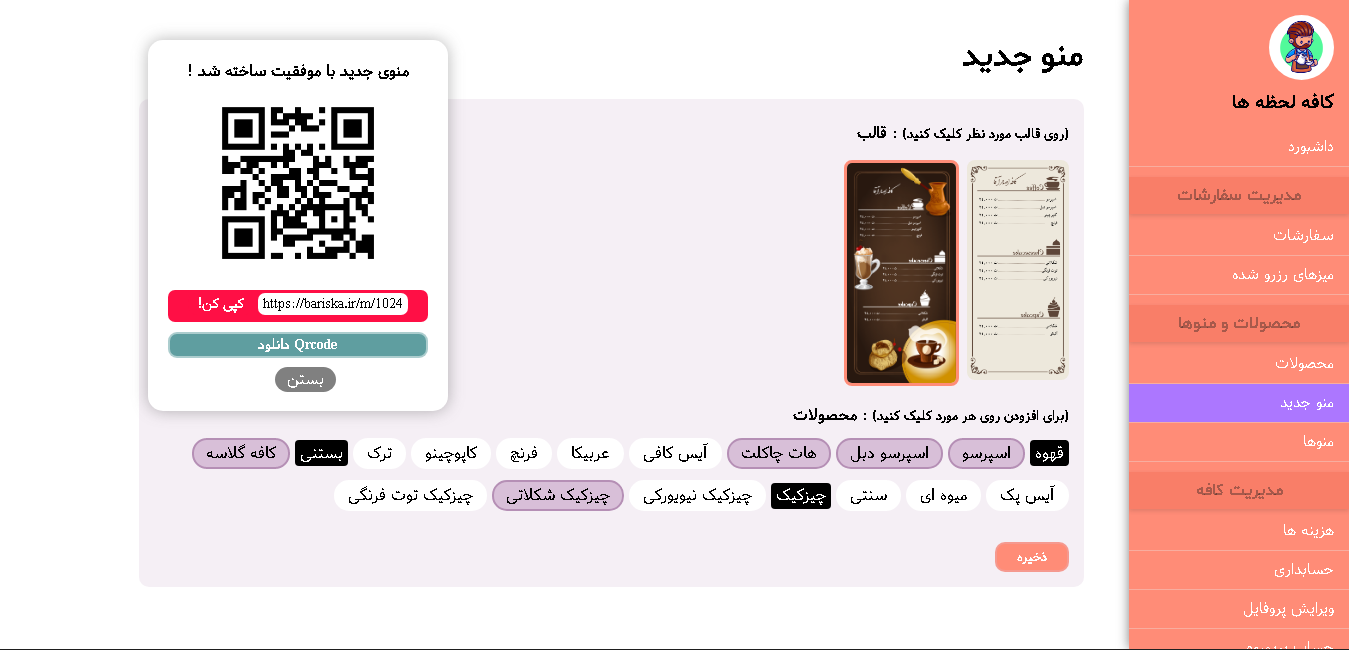 کافه لحظه ها
داشبورد
مدیریت سفارشات
سفارشات
میزهای رزرو شده
محصولات و منوها
محصولات
منو جدید
منوها
مدیریت کافه
هزینه ها
حسابداری
ویرایش پروفایل
منو جدید
قالب : (روی قالب مورد نظر کلیک کنید)
محصولات : (برای افزودن روی هر مورد کلیک کنید)
قهوه اسپرسو اسپرسو دبل هات چاکلت آیس کافی عربیکا فرنچ کاپوچینو ترک بستنی کافه گلاسه
آیس پک میوه ای سنتی چیزکیک چیزکیک نیویورکی چیزکیک شکلاتی چیزکیک توت فرنگی
ذخیره
منوی جدید با موفقیت ساخته شد !
https://bariska.ir/m/1024 کپی کن!
دانلود Qrcode
بستن